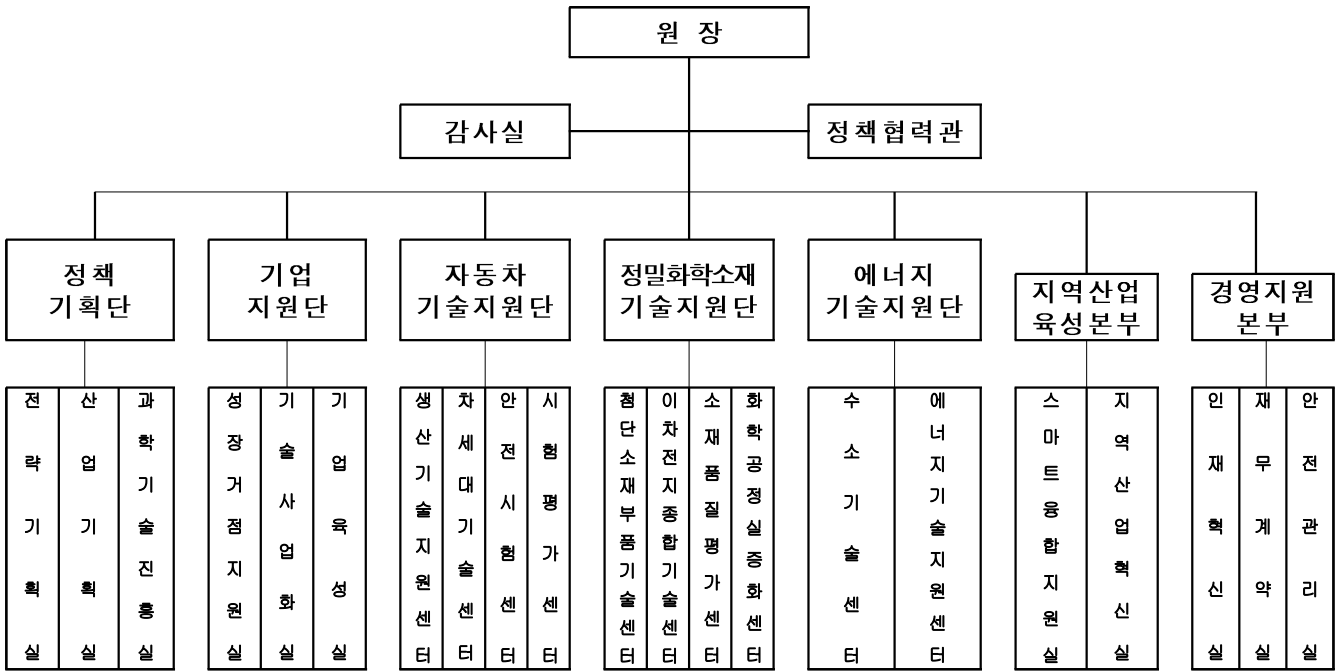 원 장
감사실
정책협력관
정책
기획단
기업
지원단
자동차
기술지원단
정밀화학소재
기술지원단
에너지
기술지원단
지역산업
육성본부
경영지원
본부
전략기획실
산업기획실
과학기술진흥실
성장거점지원실
기술사업화실
기업육성실
생산기술지원센터
차세대기술센터
안전시험센터
시험평가센터
첨단소재부품기술센터
이차전지종합기술센터
소재품질평가센터
화학공정실증화센터
수소기술센터
에너지기술지원센터
스마트융합지원실
지역산업혁신실
인재혁신실
재무계약실
안전관리실